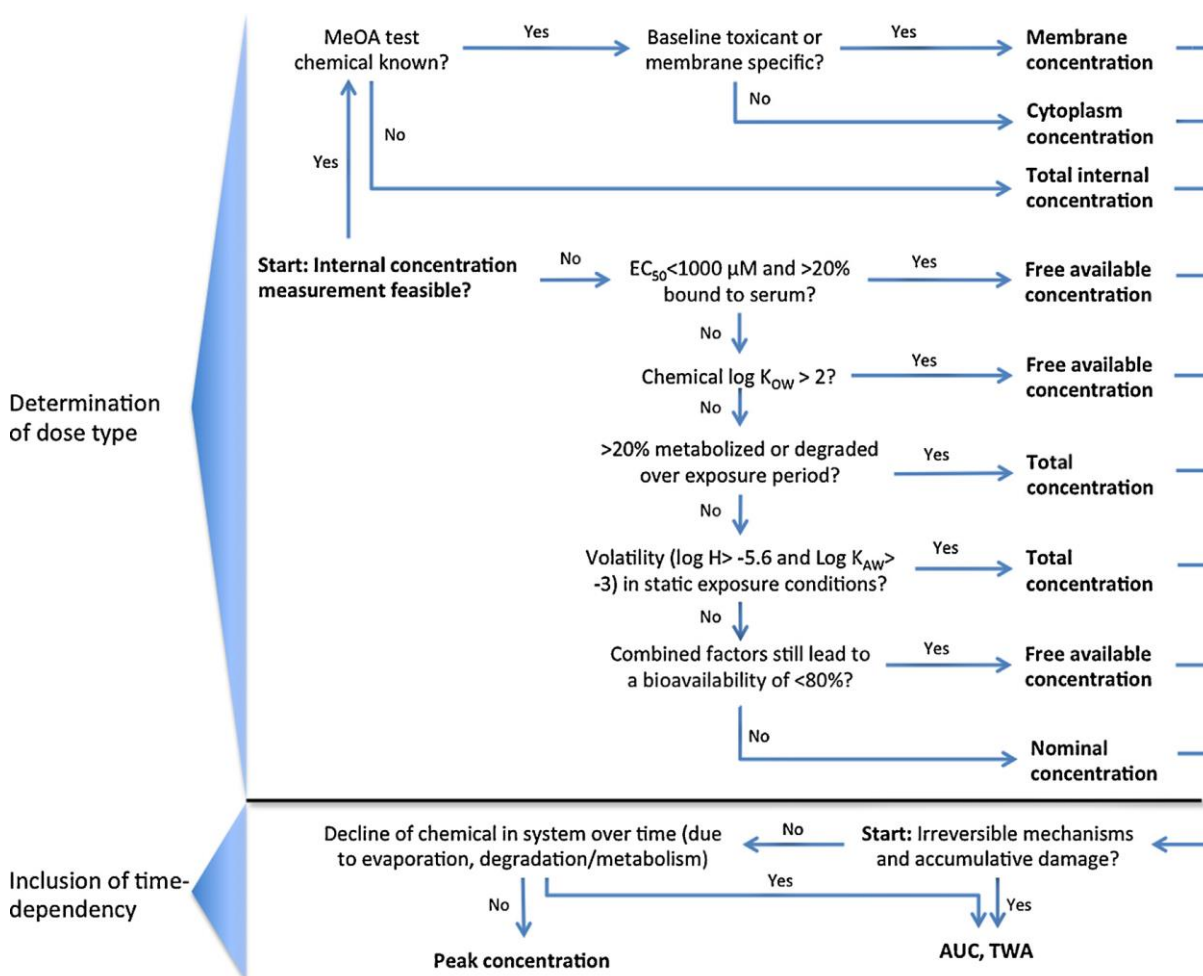 MeOA test
chemical known?
Yes
Baseline toxicant or
membrane specific?
Yes
Membrane
concentration
No
Cytoplasm
concentration
No
Yes
Total internal
concentration
Start: Internal concentration
measurement feasible?
No
EC50<1000 µM and >20%
bound to serum?
Yes
Free available
concentration
No
Chemical log KOW > 2?
Yes
Free available
concentration
No
Determination
of dose type
>20% metabolized or degraded
over exposure period?
Yes
Total
concentration
No
Volatility (log H> -5.6 and Log KAW>
-3) in static exposure conditions?
Yes
Total
concentration
No
Combined factors still lead to
a bioavailability of <80%?
Yes
Free available
concentration
No
Nominal
concentration
Decline of chemical in system over time (due
to evaporation, degradation/metabolism)
No
Start: Irreversible mechanisms
and accumulative damage?
Inclusion of time-
dependency
Yes
No
Yes
Peak concentration
AUC, TWA